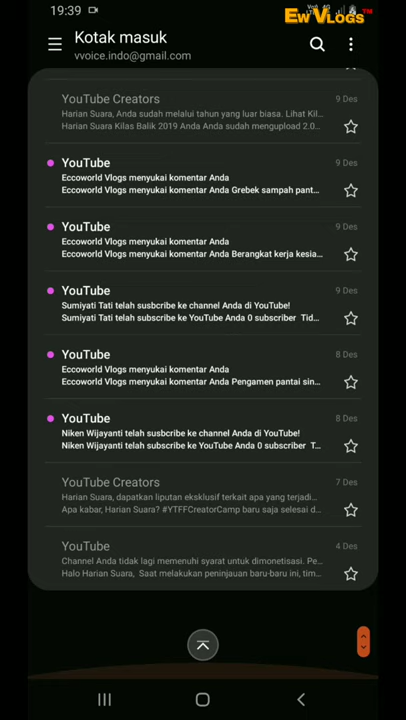 19:39
EW VLOGS™
Kotak masuk
vvoice.indo@gmail.com
YouTube Creators
9 Des
Harian Suara, Anda sudah melalui tahun yang luar biasa. Lihat Kil...
Harian Suara Kilas Balik 2019 Anda Anda sudah mengupload 2.0...
YouTube
9 Des
Eccoworld Vlogs menyukai komentar Anda
Eccoworld Vlogs menyukai komentar Anda Grebek sampah pant...
YouTube
9 Des
Eccoworld Vlogs menyukai komentar Anda
Eccoworld Vlogs menyukai komentar Anda Berangkat kerja kesia...
YouTube
9 Des
Sumiyati Tati telah susbcribe ke channel Anda di YouTube!
Sumiyati Tati telah subscribe ke YouTube Anda 0 subscriber Tid...
YouTube
8 Des
Eccoworld Vlogs menyukai komentar Anda
Eccoworld Vlogs menyukai komentar Anda Pengamen pantai sin...
YouTube
8 Des
Niken Wijayanti telah susbcribe ke channel Anda di YouTube!
Niken Wijayanti telah subscribe ke YouTube Anda 0 subscriber T...
YouTube Creators
7 Des
Harian Suara, dapatkan liputan eksklusif terkait apa yang terjadi...
Apa kabar, Harian Suara? #YTFFCreatorCamp baru saja selesai d...
YouTube
4 Des
Channel Anda tidak lagi memenuhi syarat untuk dimonetisasi. Pe...
Halo Harian Suara, Saat melakukan peninjauan baru-baru ini, tim...